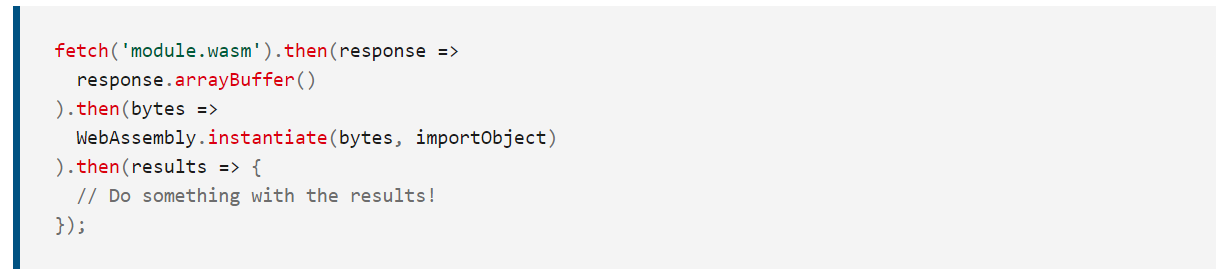 fetch('module.wasm').then(response =>
  response.arrayBuffer()
).then(bytes =>
  WebAssembly.instantiate(bytes, importObject)
).then(results => {
  // Do something with the results!
});